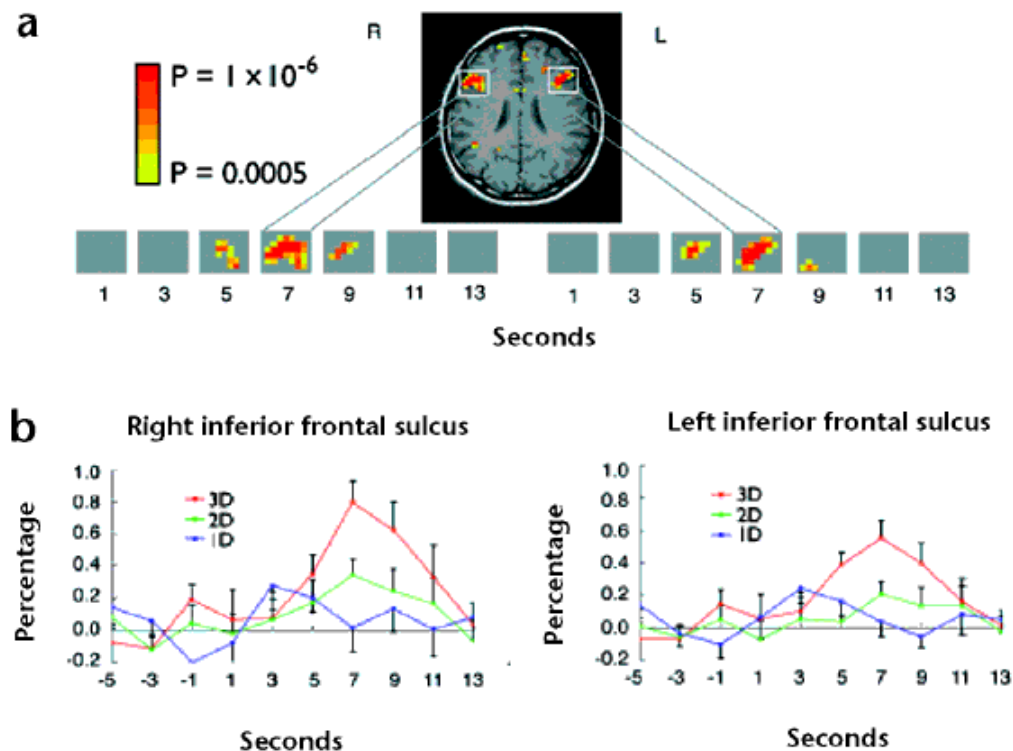 a
R
L
P = 1 × 10-6
P = 0.0005
1 3 5 7 9 11 13 1 3 5 7 9 11 13
Seconds
b
Right inferior frontal sulcus
Percentage
1.0
0.8
0.6
0.4
0.2
0.0
-0.2
3D
2D
1D
-5 -3 -1 1 3 5 7 9 11 13
Seconds
Left inferior frontal sulcus
Percentage
1.0
0.8
0.6
0.4
0.2
0.0
-0.2
3D
2D
1D
-5 -3 -1 1 3 5 7 9 11 13
Seconds